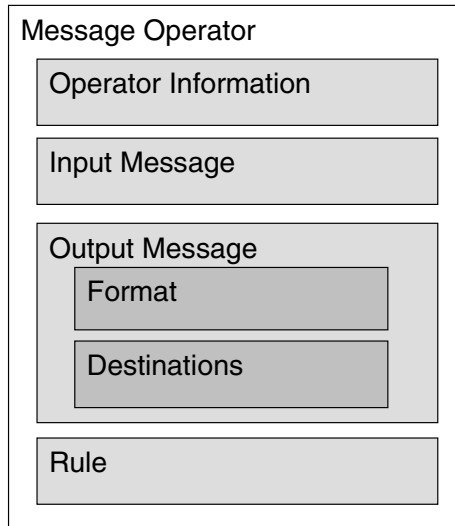 Message Operator
Operator Information
Input Message
Output Message
Format
Destinations
Rule